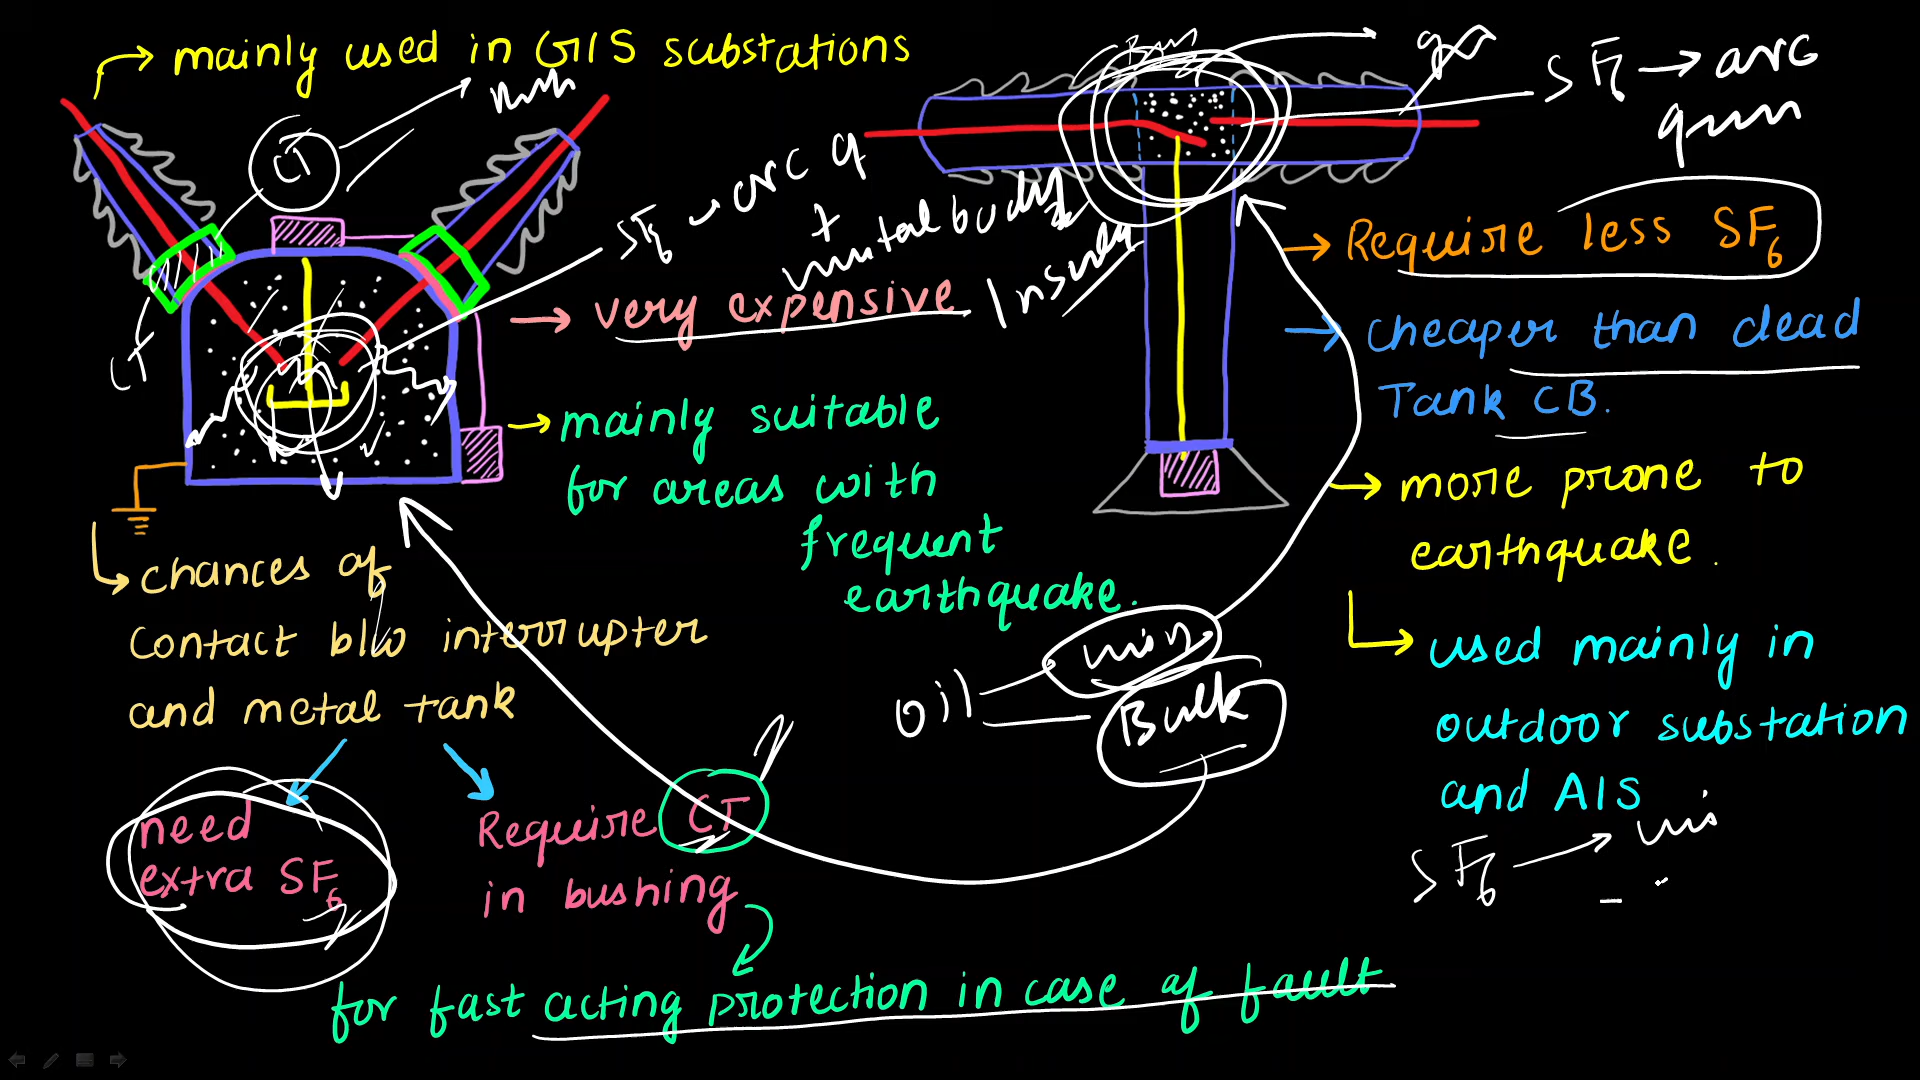 mainly used in GIS substations
CT
CT
SF6 → arc q
+
metal body
Insulation
→ very expensive
→ mainly suitable
for areas with
frequent
earthquake.
chances of
contact b/w interrupter
and metal tank
need
extra SF6
Require CT
in bushing
for fast acting protection in case of fault
SF6 → arc
quen
→ Require less SF6
→ cheaper than dead
Tank CB.
→ more prone to
earthquake.
used mainly in
outdoor substation
and AIS
SF6 →
oil
min
Bulk